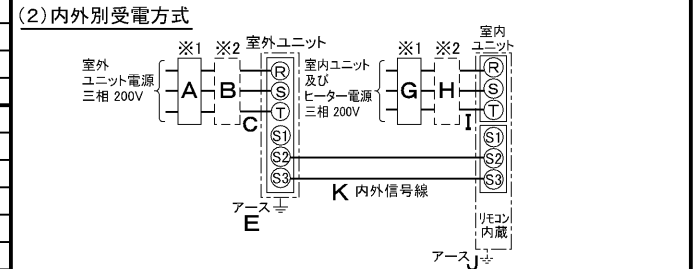 (2)内外別受電方式
※1 ※2 室外ユニット
室外
ユニット電源
三相 200V
A
B
C
R
S
T
S1
S2
S3
アース
E
※1 ※2
室内
ユニット
室内ユニット
及び
ヒーター電源
三相 200V
G
H
I
R
S
T
S1
S2
S3
K 内外信号線
リモコン
内蔵
アース J